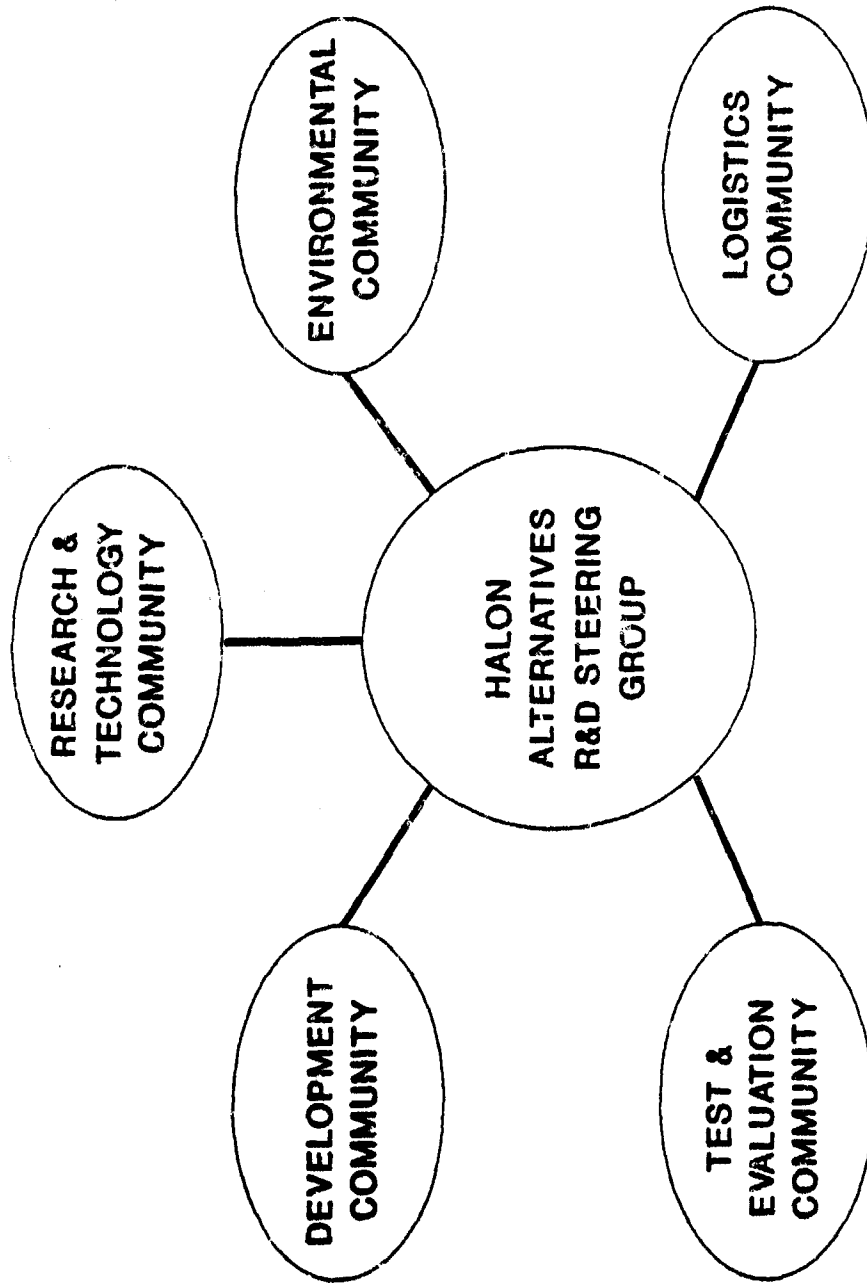 RESEARCH &
TECHNOLOGY
COMMUNITY
DEVELOPMENT
COMMUNITY
ENVIRONMENTAL
COMMUNITY
HALON
ALTERNATIVES
R&D STEERING
GROUP
TEST &
EVALUATION
COMMUNITY
LOGISTICS
COMMUNITY